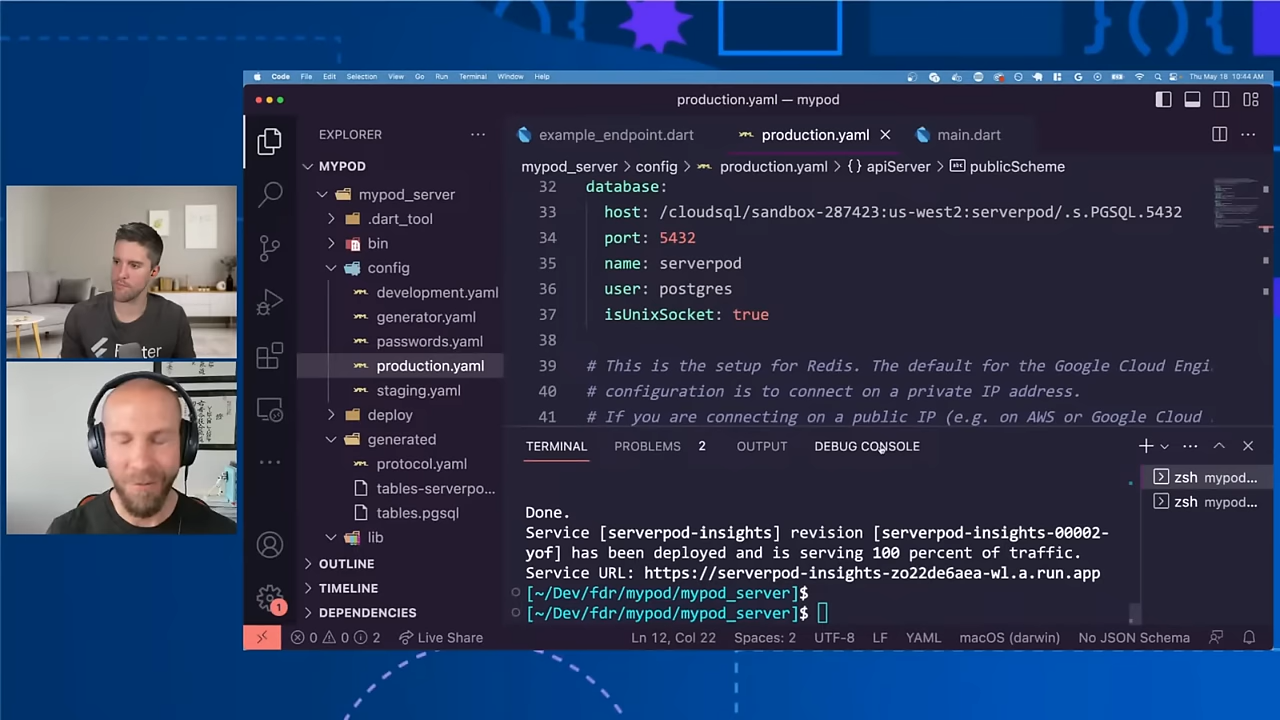 Code File Edit Selection View Go Run Terminal Window Help
Thu May 18 10:44 AM
production.yaml — mypod
EXPLORER
MYPOD
mypod_server
.dart_tool
bin
config
development.yaml
generator.yaml
passwords.yaml
production.yaml
staging.yaml
deploy
generated
protocol.yaml
tables-serverpo...
tables.pgsql
lib
OUTLINE
TIMELINE
DEPENDENCIES
example_endpoint.dart production.yaml main.dart
mypod_server > config > production.yaml > {} apiServer > publicScheme
32 database:
33 host: /cloudsql/sandbox-287423:us-west2:serverpod/.s.PGSQL.5432
34 port: 5432
35 name: serverpod
36 user: postgres
37 isUnixSocket: true
38
39 # This is the setup for Redis. The default for the Google Cloud Engi
40 # configuration is to connect on a private IP address.
41 # If you are connecting on a public IP (e.g. on AWS or Google Cloud
TERMINAL PROBLEMS 2 OUTPUT DEBUG CONSOLE
Done.
Service [serverpod-insights] revision [serverpod-insights-00002-
yof] has been deployed and is serving 100 percent of traffic.
Service URL: https://serverpod-insights-zo22de6aea-wl.a.run.app
[~/Dev/fdr/mypod/mypod_server]$
[~/Dev/fdr/mypod/mypod_server]$
zsh mypod...
zsh mypod...
1
0 0 2 Live Share Ln 12, Col 22 Spaces: 2 UTF-8 LF YAML macOS (darwin) No JSON Schema